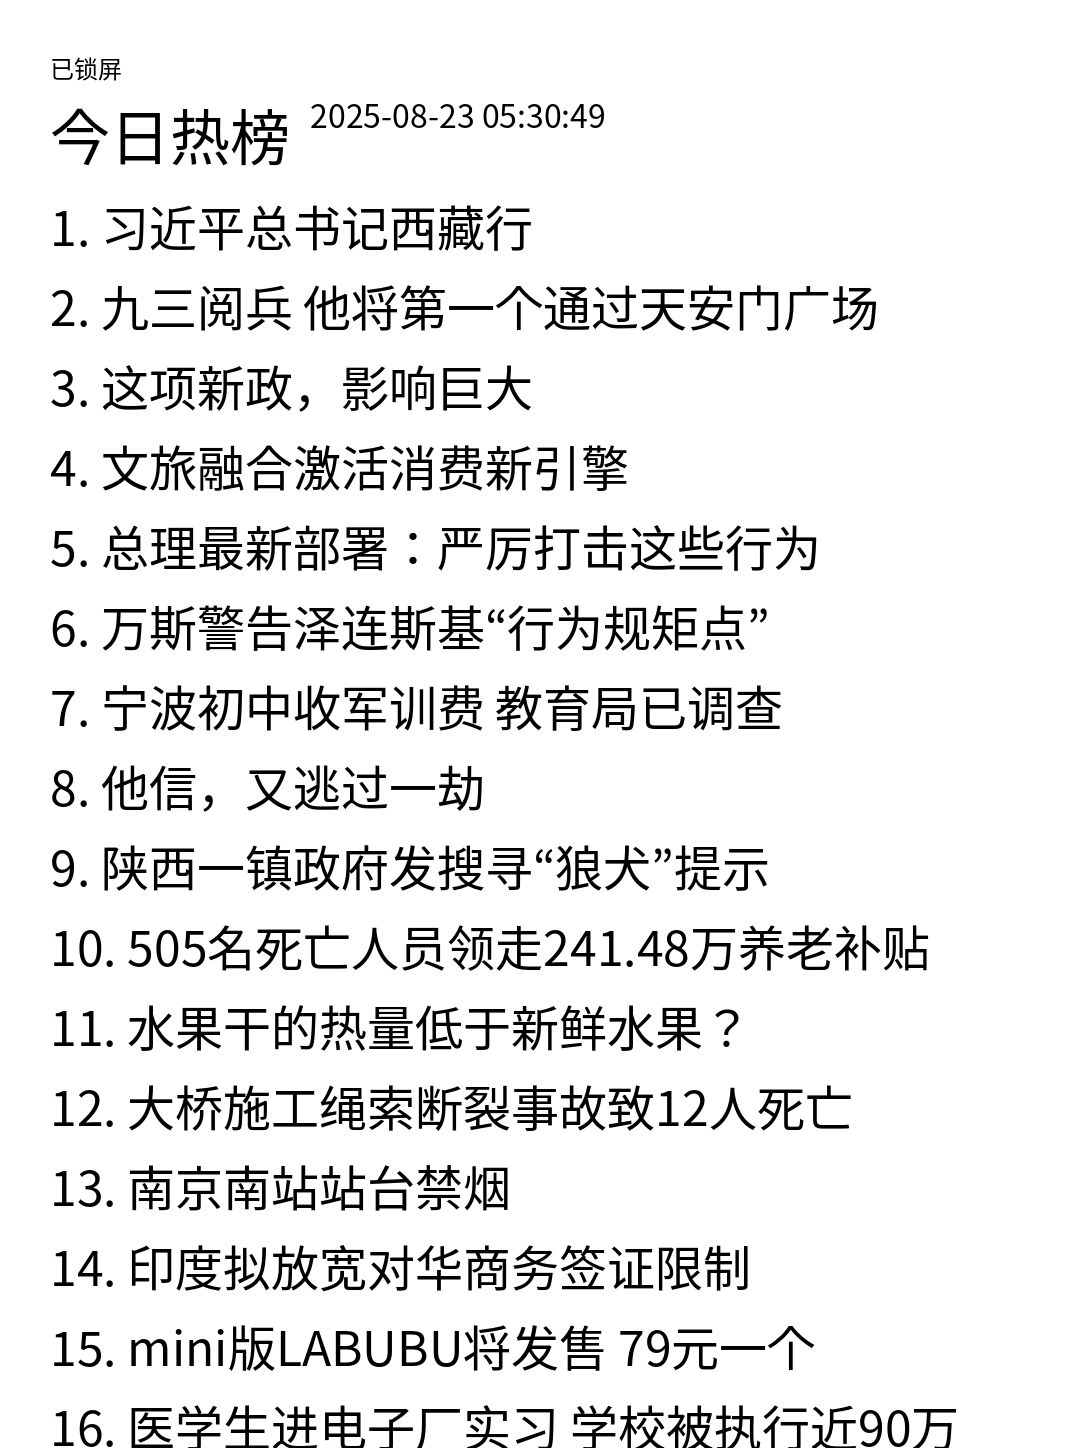 已锁屏
今日热榜 2025-08-23 05:30:49
1. 习近平总书记西藏行
2. 九三阅兵 他将第一个通过天安门广场
3. 这项新政，影响巨大
4. 文旅融合激活消费新引擎
5. 总理最新部署：严厉打击这些行为
6. 万斯警告泽连斯基“行为规矩点”
7. 宁波初中收军训费 教育局已调查
8. 他信，又逃过一劫
9. 陕西一镇政府发搜寻“狼犬”提示
10. 505名死亡人员领走241.48万养老补贴
11. 水果干的热量低于新鲜水果？
12. 大桥施工绳索断裂事故致12人死亡
13. 南京南站站台禁烟
14. 印度拟放宽对华商务签证限制
15. mini版LABUBU将发售 79元一个
16. 医学生进电子厂实习 学校被执行近90万